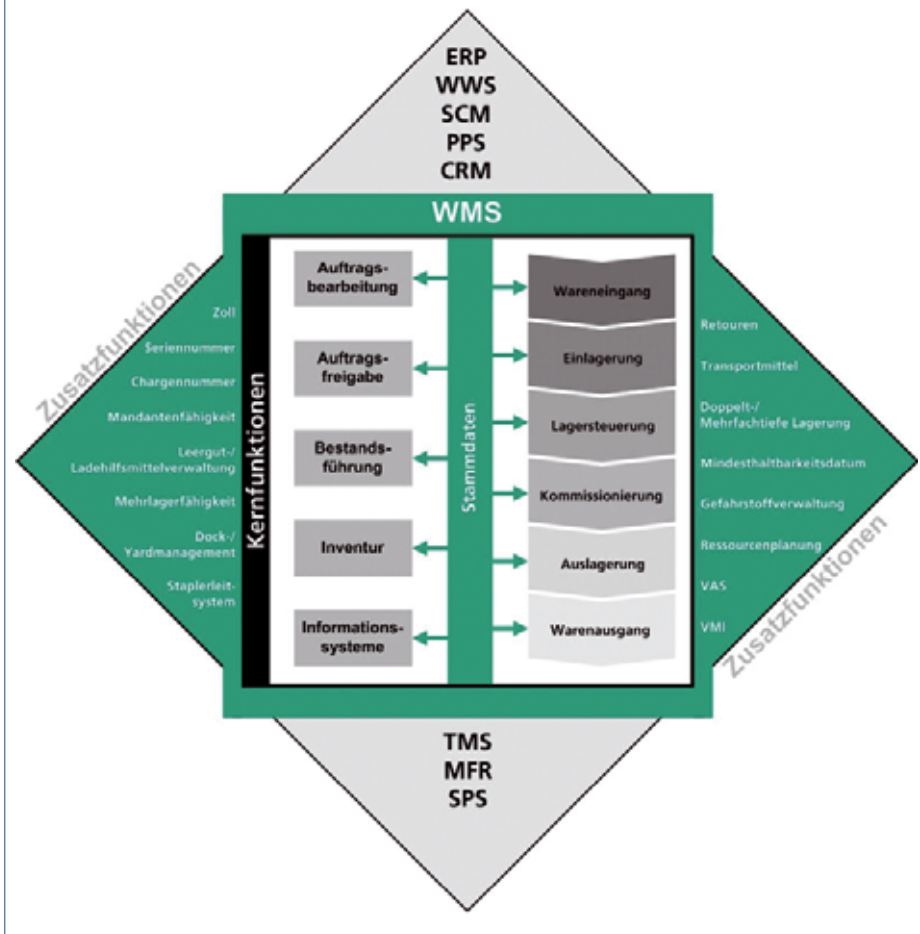 ERP
WWS
SCM
PPS
CRM
WMS
Zusatzfunktionen
Zoll
Seriennummer
Chargennummer
Mandantenfähigkeit
Leergut-/
Ladehilfsmittelverwaltung
Mehrlagerfähigkeit
Dock-/
Yardmanagement
Staplerleit-
system
Kernfunktionen
Auftrags-
bearbeitung
Auftrags-
freigabe
Bestands-
führung
Inventur
Informations-
systeme
Stammdaten
Wareneingang
Einlagerung
Lagersteuerung
Kommissionierung
Auslagerung
Warenausgang
Retouren
Transportmittel
Doppelt-/
Mehrfachtiefe Lagerung
Mindesthaltbarkeitsdatum
Gefahrstoffverwaltung
Ressourcenplanung
VAS
VMI
Zusatzfunktionen
TMS
MFR
SPS